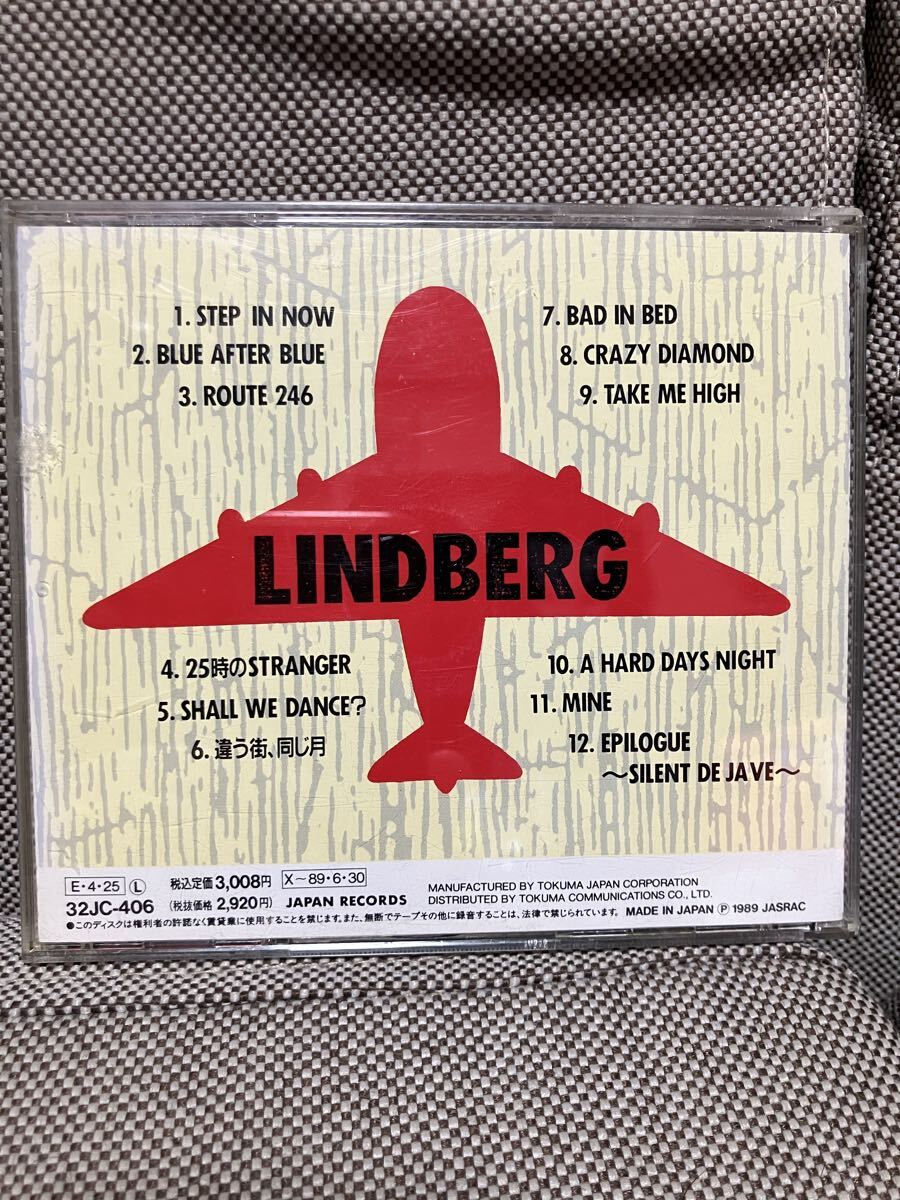 1. STEP IN NOW
2. BLUE AFTER BLUE
3. ROUTE 246
7. BAD IN BED
8. CRAZY DIAMOND
9. TAKE ME HIGH
LINDBERG
4. 25時のSTRANGER
5. SHALL WE DANCE?
6. 違う街、同じ月
10. A HARD DAYS NIGHT
11. MINE
12. EPILOGUE
～SILENT DE JAVE～
E・4・25 Ⓛ 税込定価 3,008円 X～89・6・30
32JC-406 (税抜価格 2,920円) JAPAN RECORDS
MANUFACTURED BY TOKUMA JAPAN CORPORATION
DISTRIBUTED BY TOKUMA COMMUNICATIONS CO., LTD.
●このディスクは権利者の許諾なく賃貸業に使用することを禁じます。また、無断でテープその他に録音することは、法律で禁じられています。 MADE IN JAPAN Ⓟ 1989 JASRAC